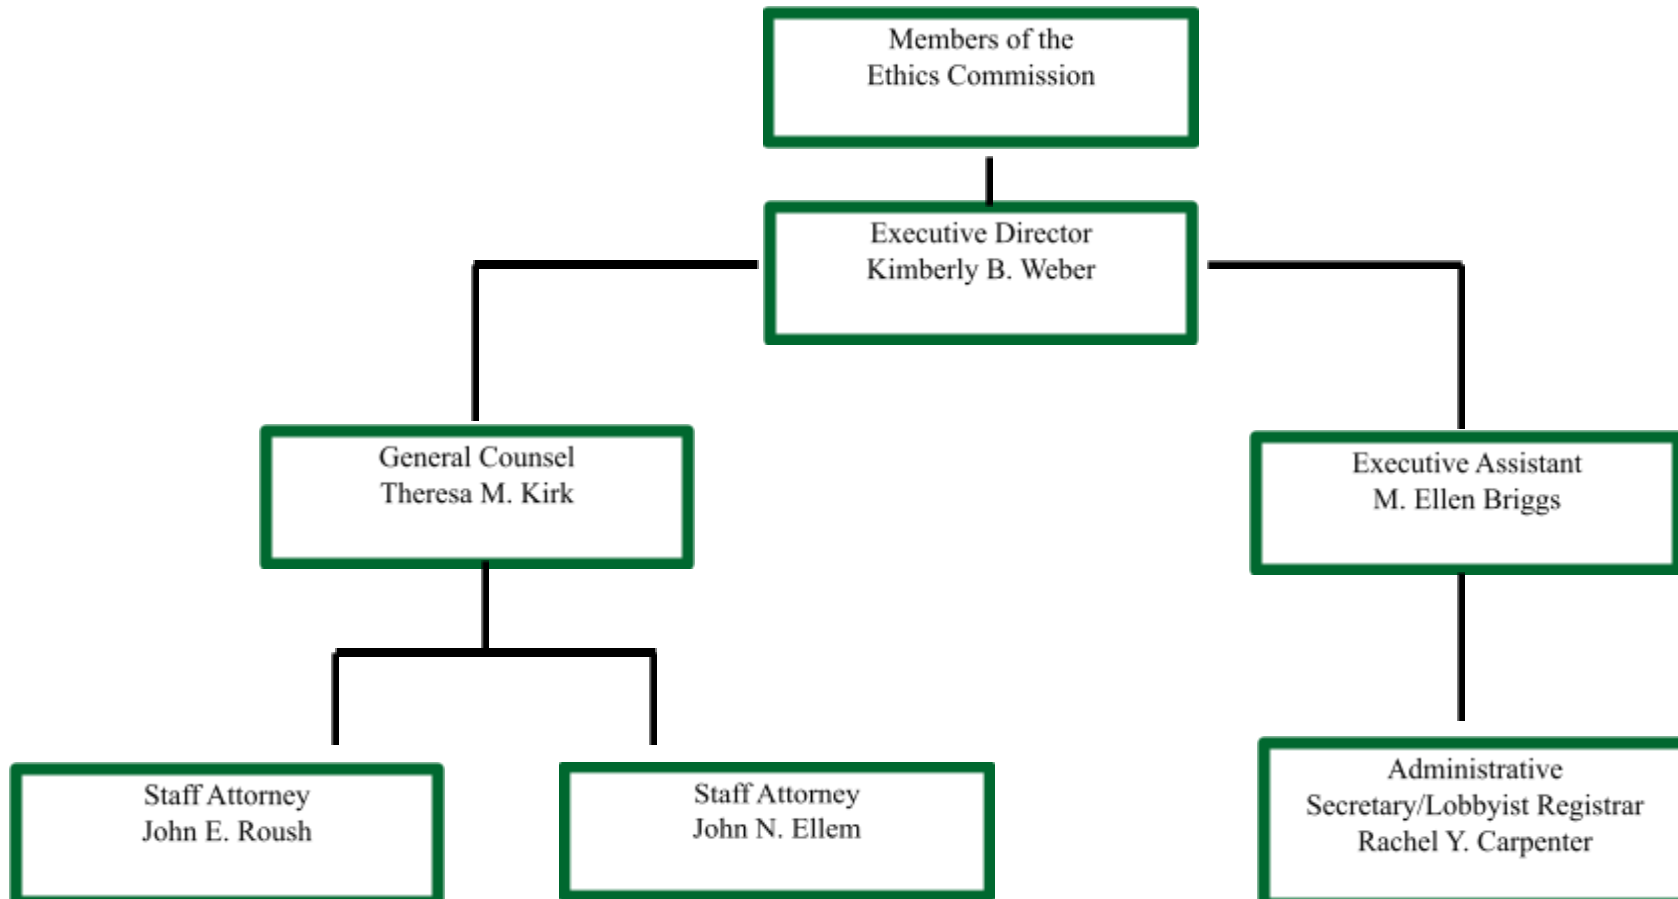 Members of the
Ethics Commission
Executive Director
Kimberly B. Weber
General Counsel
Theresa M. Kirk
Executive Assistant
M. Ellen Briggs
Staff Attorney
John E. Roush
Staff Attorney
John N. Ellem
Administrative
Secretary/Lobbyist Registrar
Rachel Y. Carpenter